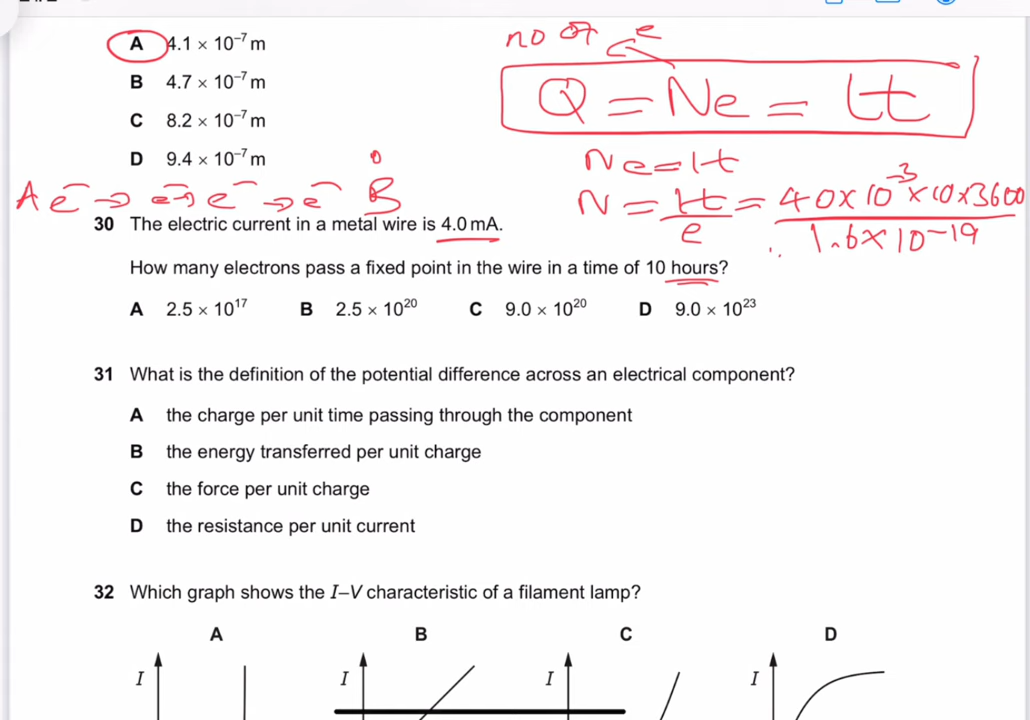 A 4.1 × 10⁻⁷ m
B 4.7 × 10⁻⁷ m
C 8.2 × 10⁻⁷ m
D 9.4 × 10⁻⁷ m
no of e
Q = Ne = It
Ne = It
N = It/e = 40 × 10⁻³ × 10 × 3600 / 1.6 × 10⁻¹⁹
A e⁻ → e⁻ → e⁻ → e⁻ B
30 The electric current in a metal wire is 4.0 mA.
How many electrons pass a fixed point in the wire in a time of 10 hours?
A 2.5 × 10¹⁷ B 2.5 × 10²⁰ C 9.0 × 10²⁰ D 9.0 × 10²³
31 What is the definition of the potential difference across an electrical component?
A the charge per unit time passing through the component
B the energy transferred per unit charge
C the force per unit charge
D the resistance per unit current
32 Which graph shows the I–V characteristic of a filament lamp?
A B C D
I I I I